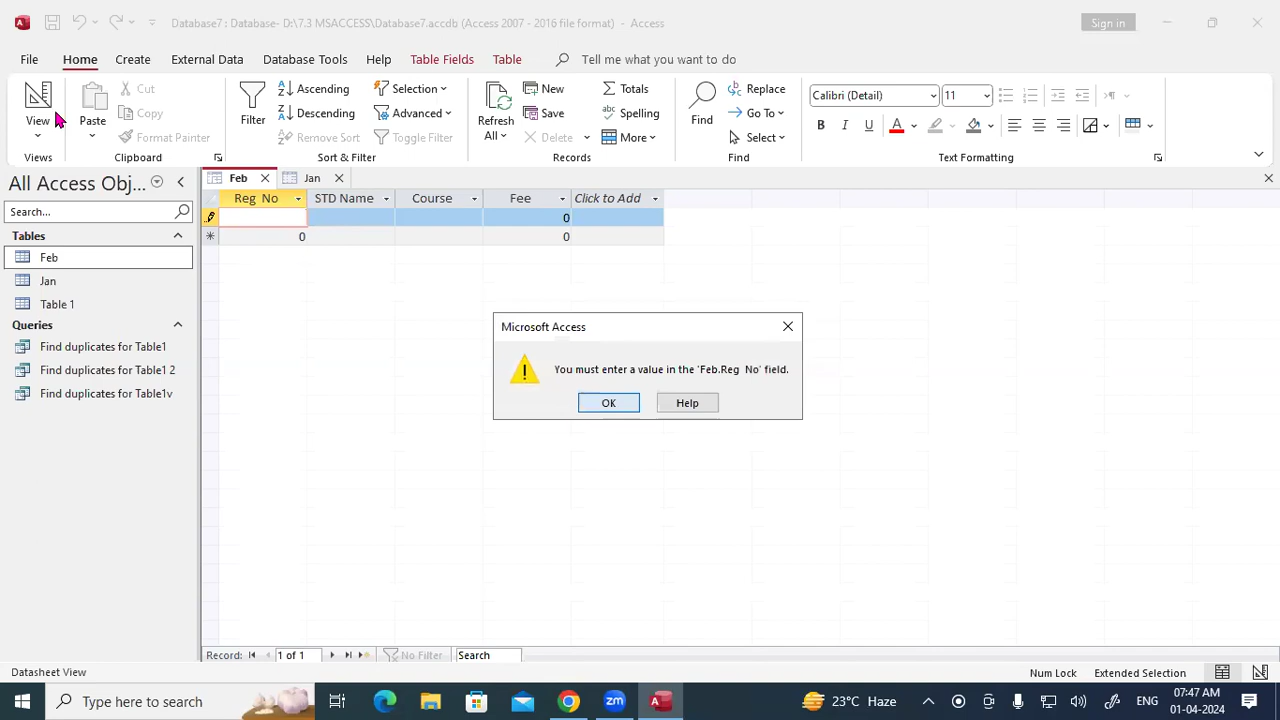 Database7 : Database- D:\7.3 MSACCESS\Database7.accdb (Access 2007 - 2016 file format) - Access
Sign in
File Home Create External Data Database Tools Help Table Fields Table Tell me what you want to do
View
Views
Paste
Cut
Copy
Format Painter
Clipboard
Filter
Ascending
Descending
Remove Sort
Selection
Advanced
Toggle Filter
Sort & Filter
Refresh
All
New
Save
Delete
Totals
Spelling
More
Records
Find
Replace
Go To
Select
Find
Calibri (Detail) 11
B I U A
Text Formatting
All Access Obj...
Search...
Tables
Feb
Jan
Table 1
Queries
Find duplicates for Table1
Find duplicates for Table1 2
Find duplicates for Table1v
Feb Jan
Reg No STD Name Course Fee Click to Add
0
0 0
Microsoft Access
You must enter a value in the 'Feb.Reg No' field.
OK Help
Record: 1 of 1 No Filter Search
Datasheet View Num Lock Extended Selection
Type here to search
zm
23°C Haze
ENG
07:47 AM
01-04-2024